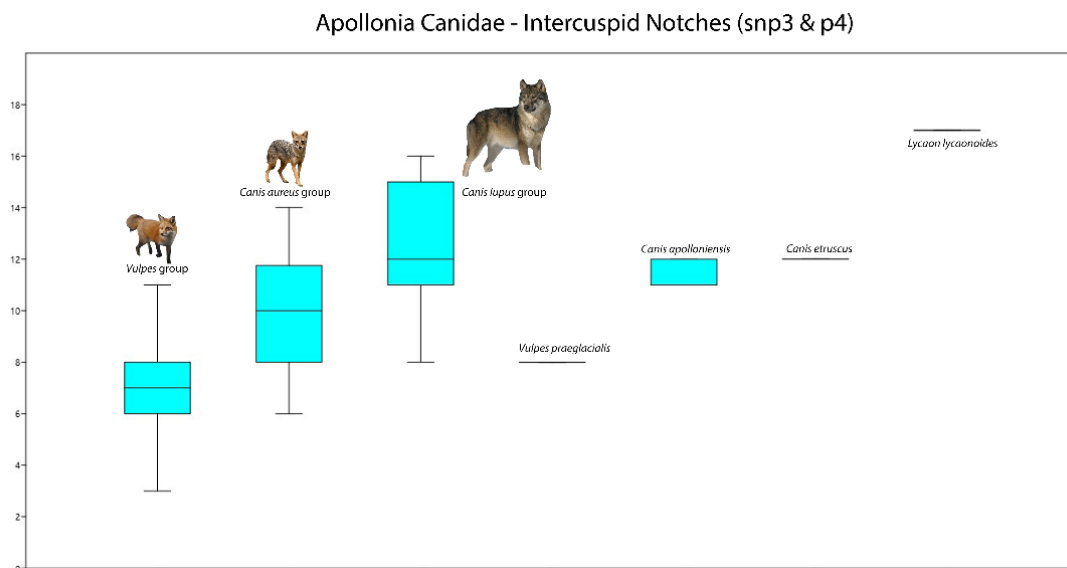 Apollonia Canidae - Intercuspid Notches (snp3 & p4)
18
16
14
12
10
8
6
4
2
0
Vulpes group
Canis aureus group
Canis lupus group
Vulpes praeglacialis
Canis apolloniensis
Canis etruscus
Lycaon lycaonoides